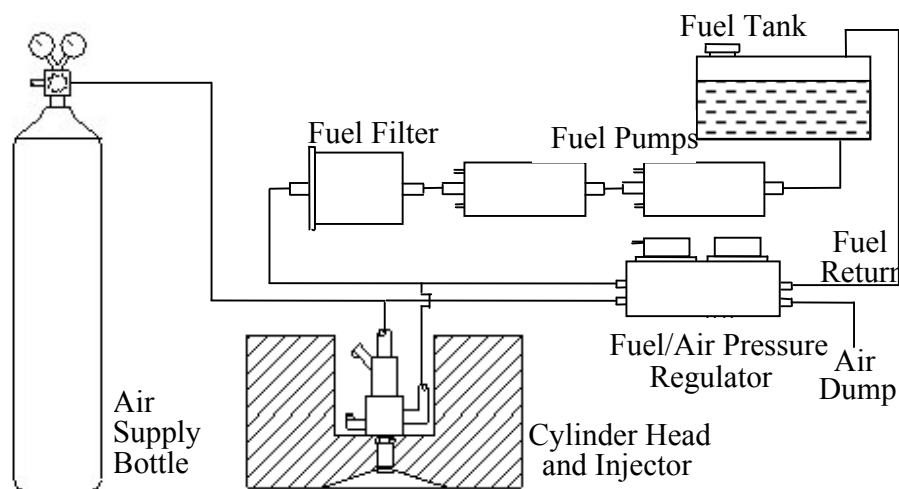 Fuel Tank
Fuel Filter
Fuel Pumps
Fuel
Return
Fuel/Air Pressure
Regulator
Air
Dump
Air
Supply
Bottle
Cylinder Head
and Injector